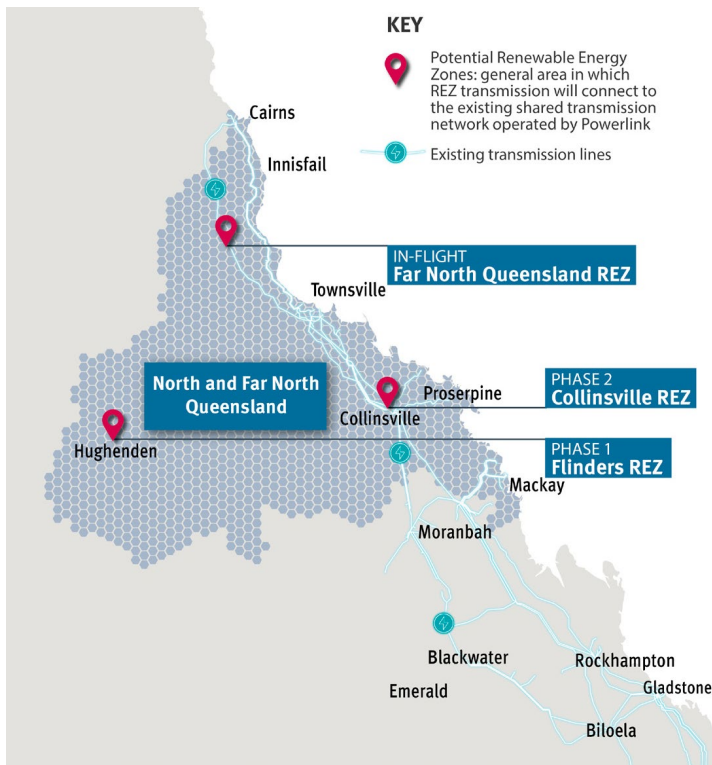 KEY
Potential Renewable Energy
Zones: general area in which
REZ transmission will connect to
the existing shared transmission
network operated by Powerlink
Existing transmission lines
Cairns
Innisfail
IN-FLIGHT
Far North Queensland REZ
Townsville
North and Far North
Queensland
PHASE 2
Collinsville REZ
Proserpine
Collinsville
Hughenden
PHASE 1
Flinders REZ
Mackay
Moranbah
Blackwater
Rockhampton
Emerald
Gladstone
Biloela